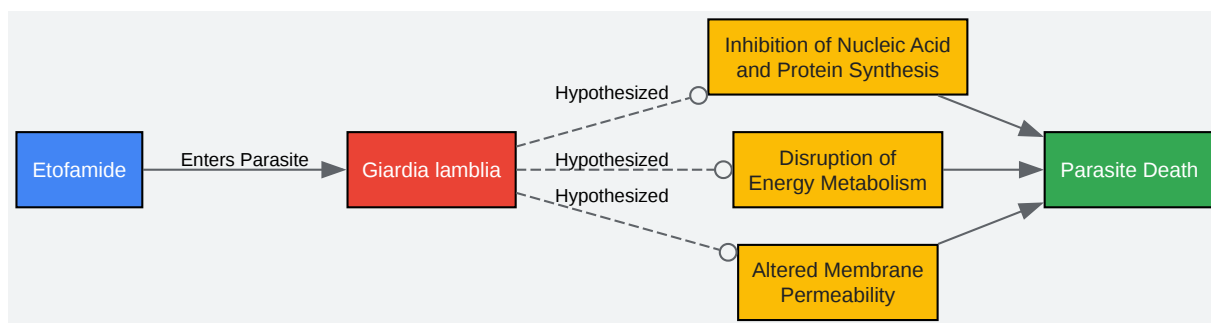 Etofamide
Enters Parasite
Giardia lamblia
Hypothesized
Hypothesized
Hypothesized
Inhibition of Nucleic Acid
and Protein Synthesis
Disruption of
Energy Metabolism
Altered Membrane
Permeability
Parasite Death